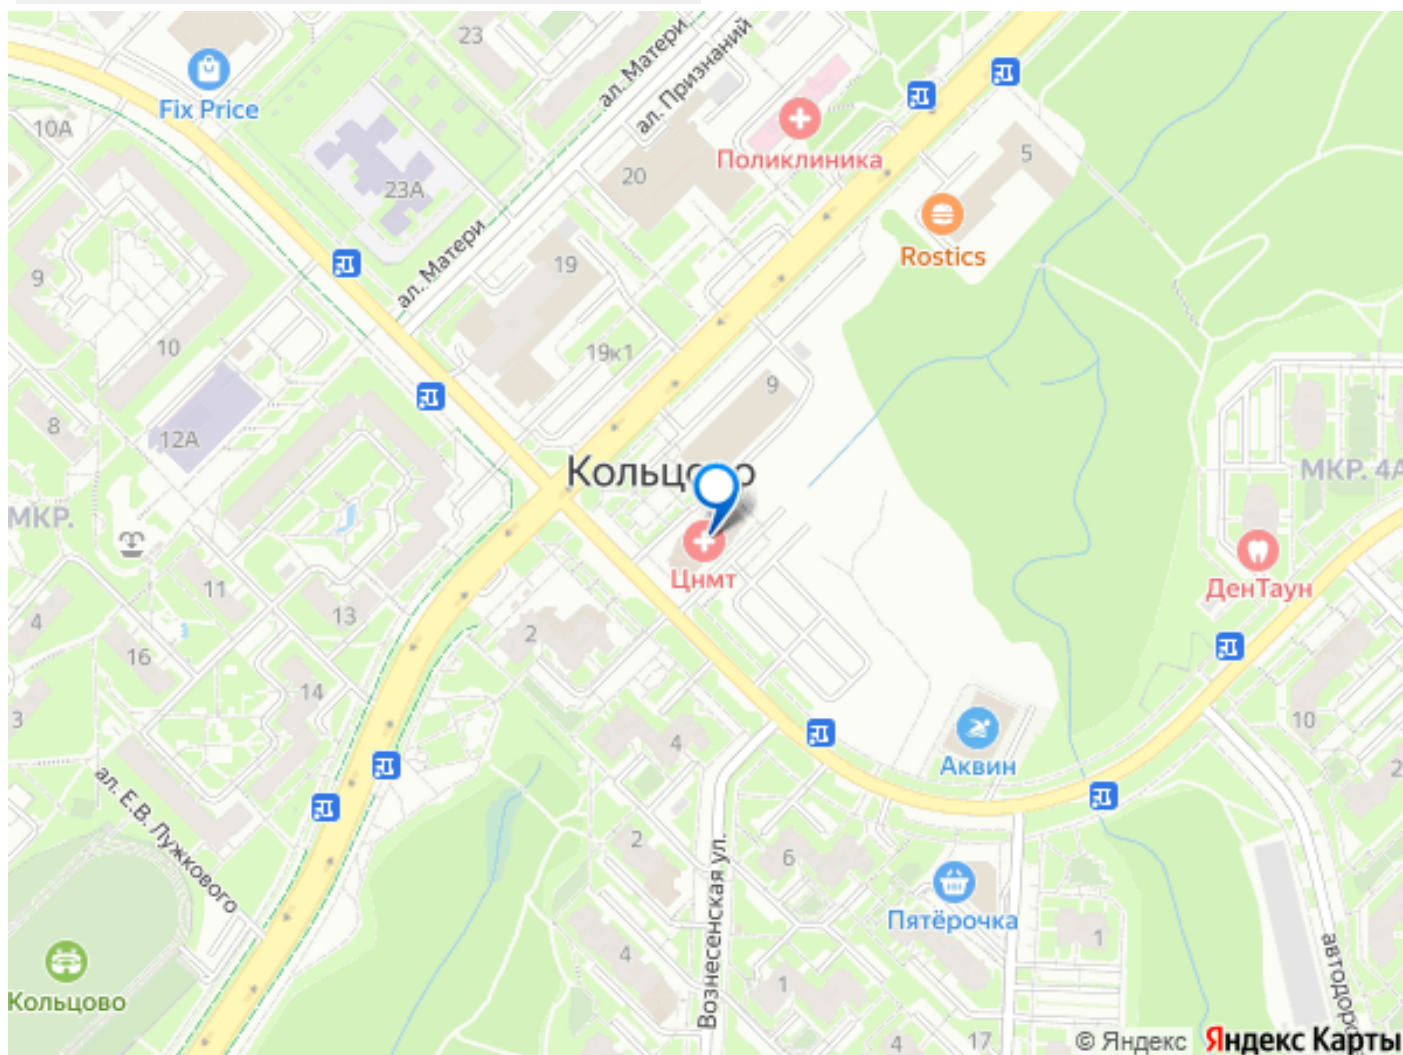 23
ал. Матери
ал. Признаний
Fix Price
10А
Поликлиника
23А
20
5
Rostics
ал. Матери
19
9
10
19к1
9
8
12А
Кольцово
МКР. 4А
МКР.
Цнмт
ДенТаун
11
13
4
2
16
14
3
4
10
Аквин
2
ал. Е.В. Лужкового
2
6
Вознесенская ул.
Пятёрочка
1
4
1
Кольцово
автодоро
4
17
© Яндекс
Яндекс Карты